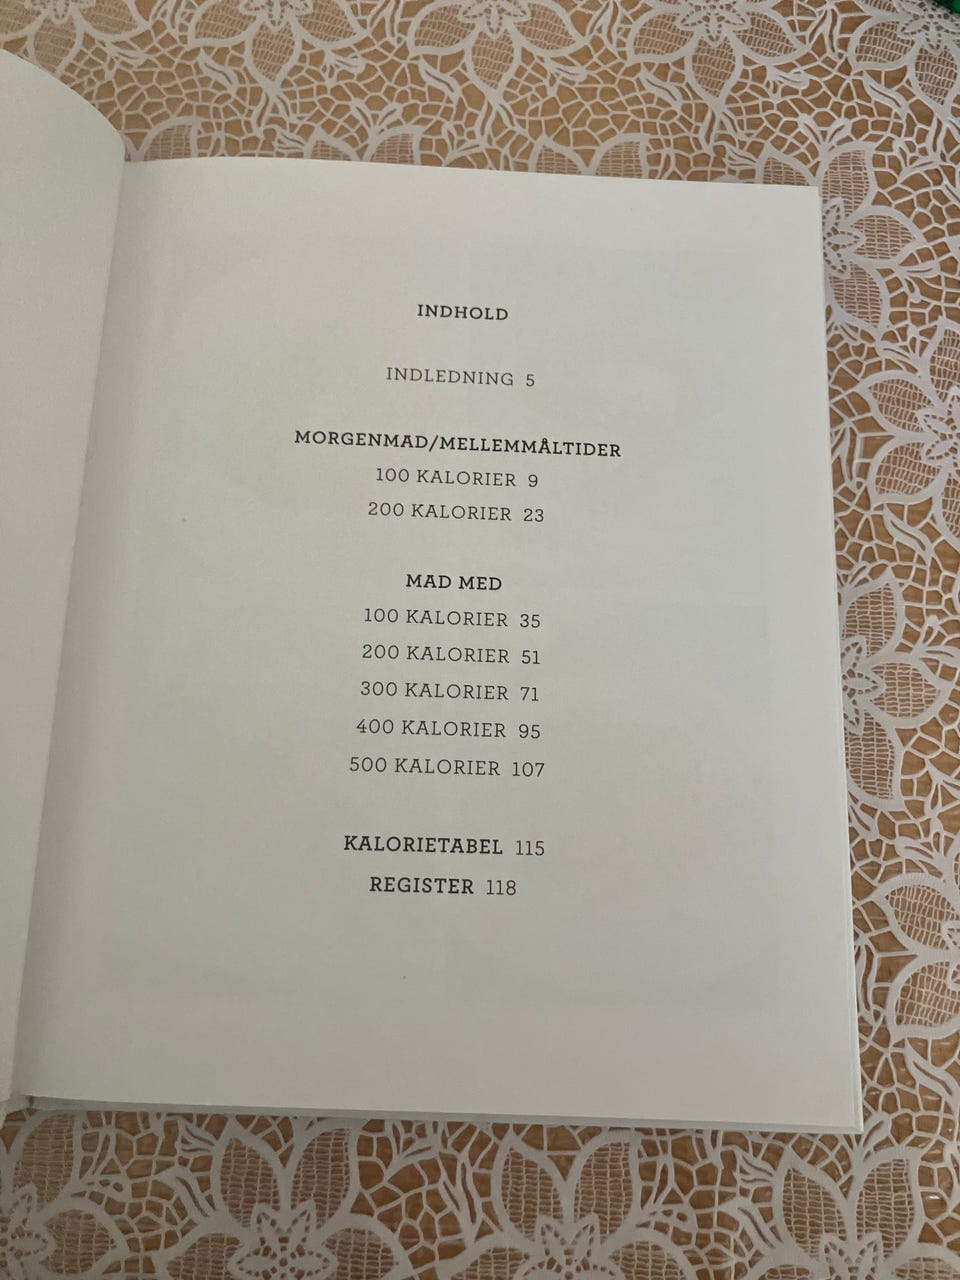 INDHOLD
INDLEDNING 5
MORGENMAD/MELLEMMÅLTIDER
100 KALORIER 9
200 KALORIER 23
MAD MED
100 KALORIER 35
200 KALORIER 51
300 KALORIER 71
400 KALORIER 95
500 KALORIER 107
KALORIETABEL 115
REGISTER 118